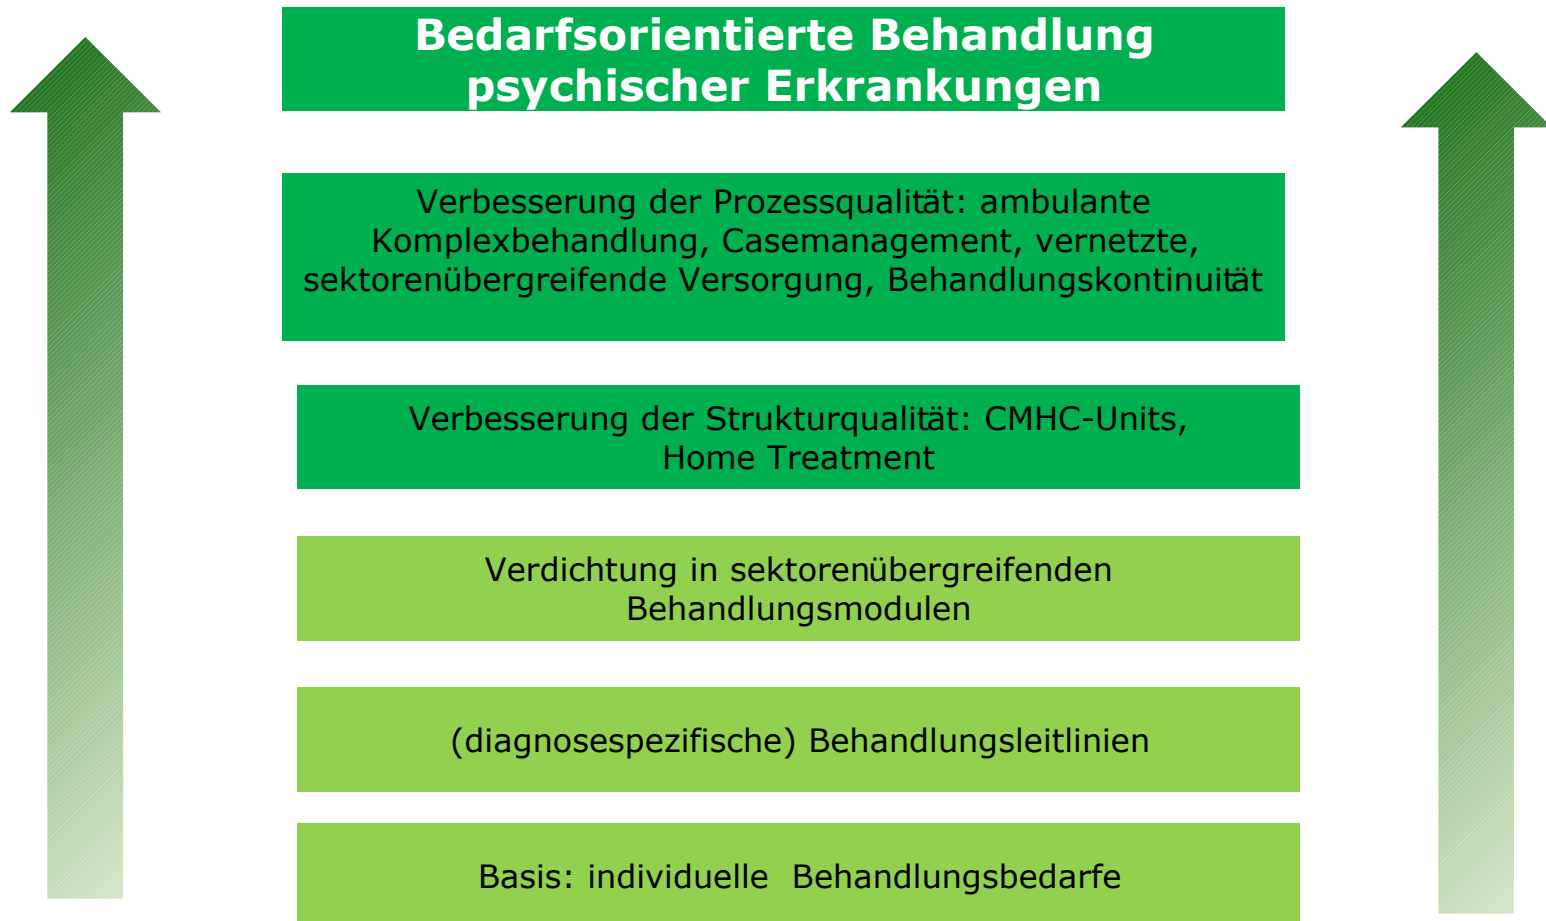 Bedarfsorientierte Behandlung
psychischer Erkrankungen
Verbesserung der Prozessqualität: ambulante
Komplexbehandlung, Casemanagement, vernetzte,
sektorenübergreifende Versorgung, Behandlungskontinuität
Verbesserung der Strukturqualität: CMHC-Units,
Home Treatment
Verdichtung in sektorenübergreifenden
Behandlungsmodulen
(diagnosespezifische) Behandlungsleitlinien
Basis: individuelle  Behandlungsbedarfe